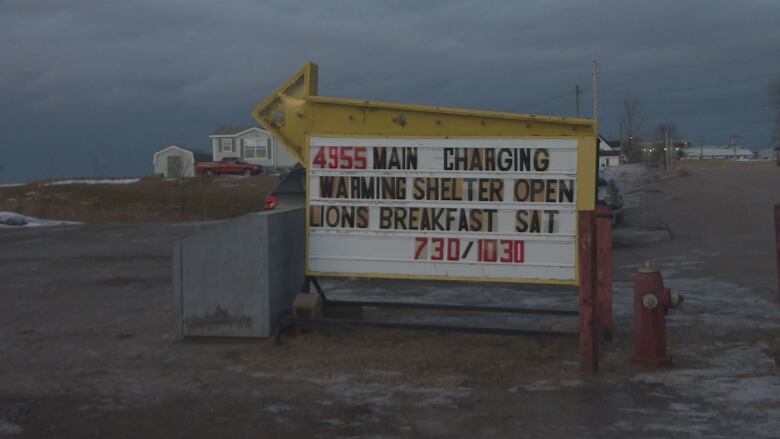 4955 MAIN CHARGING
WARMING SHELTER OPEN
LIONS BREAKFAST SAT
730/1030